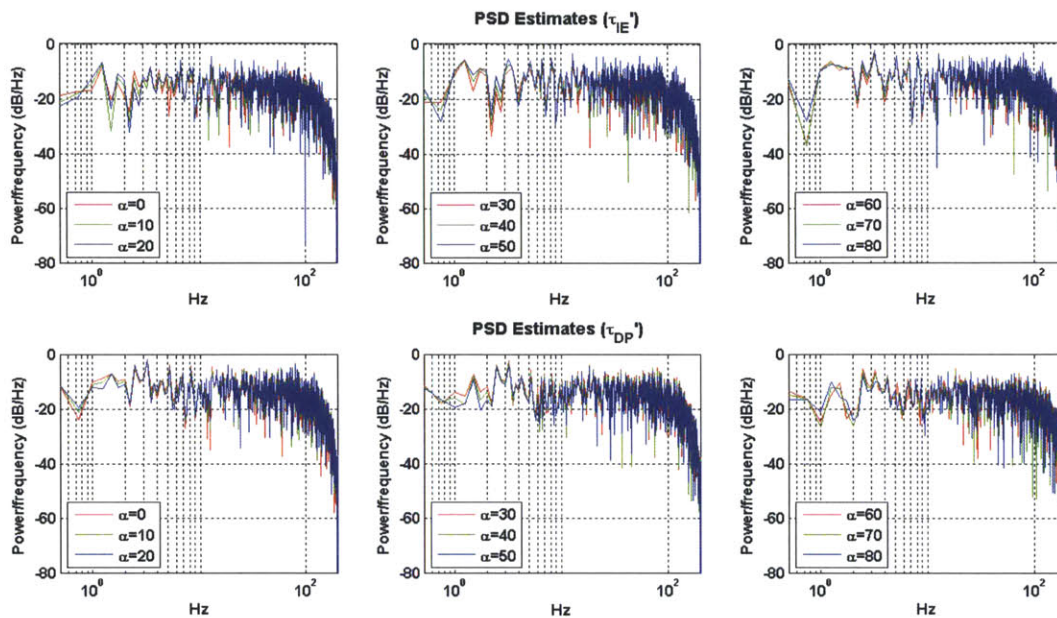 PSD Estimates (τIE')
Power/frequency (dB/Hz)
0
-20
-40
-60
-80
α=0
α=10
α=20
10⁰
10²
Hz
Power/frequency (dB/Hz)
0
-20
-40
-60
-80
α=30
α=40
α=50
10⁰
10²
Hz
Power/frequency (dB/Hz)
0
-20
-40
-60
-80
α=60
α=70
α=80
10⁰
10²
Hz
PSD Estimates (τDP')
Power/frequency (dB/Hz)
0
-20
-40
-60
-80
α=0
α=10
α=20
10⁰
10²
Hz
Power/frequency (dB/Hz)
0
-20
-40
-60
-80
α=30
α=40
α=50
10⁰
10²
Hz
Power/frequency (dB/Hz)
0
-20
-40
-60
-80
α=60
α=70
α=80
10⁰
10²
Hz